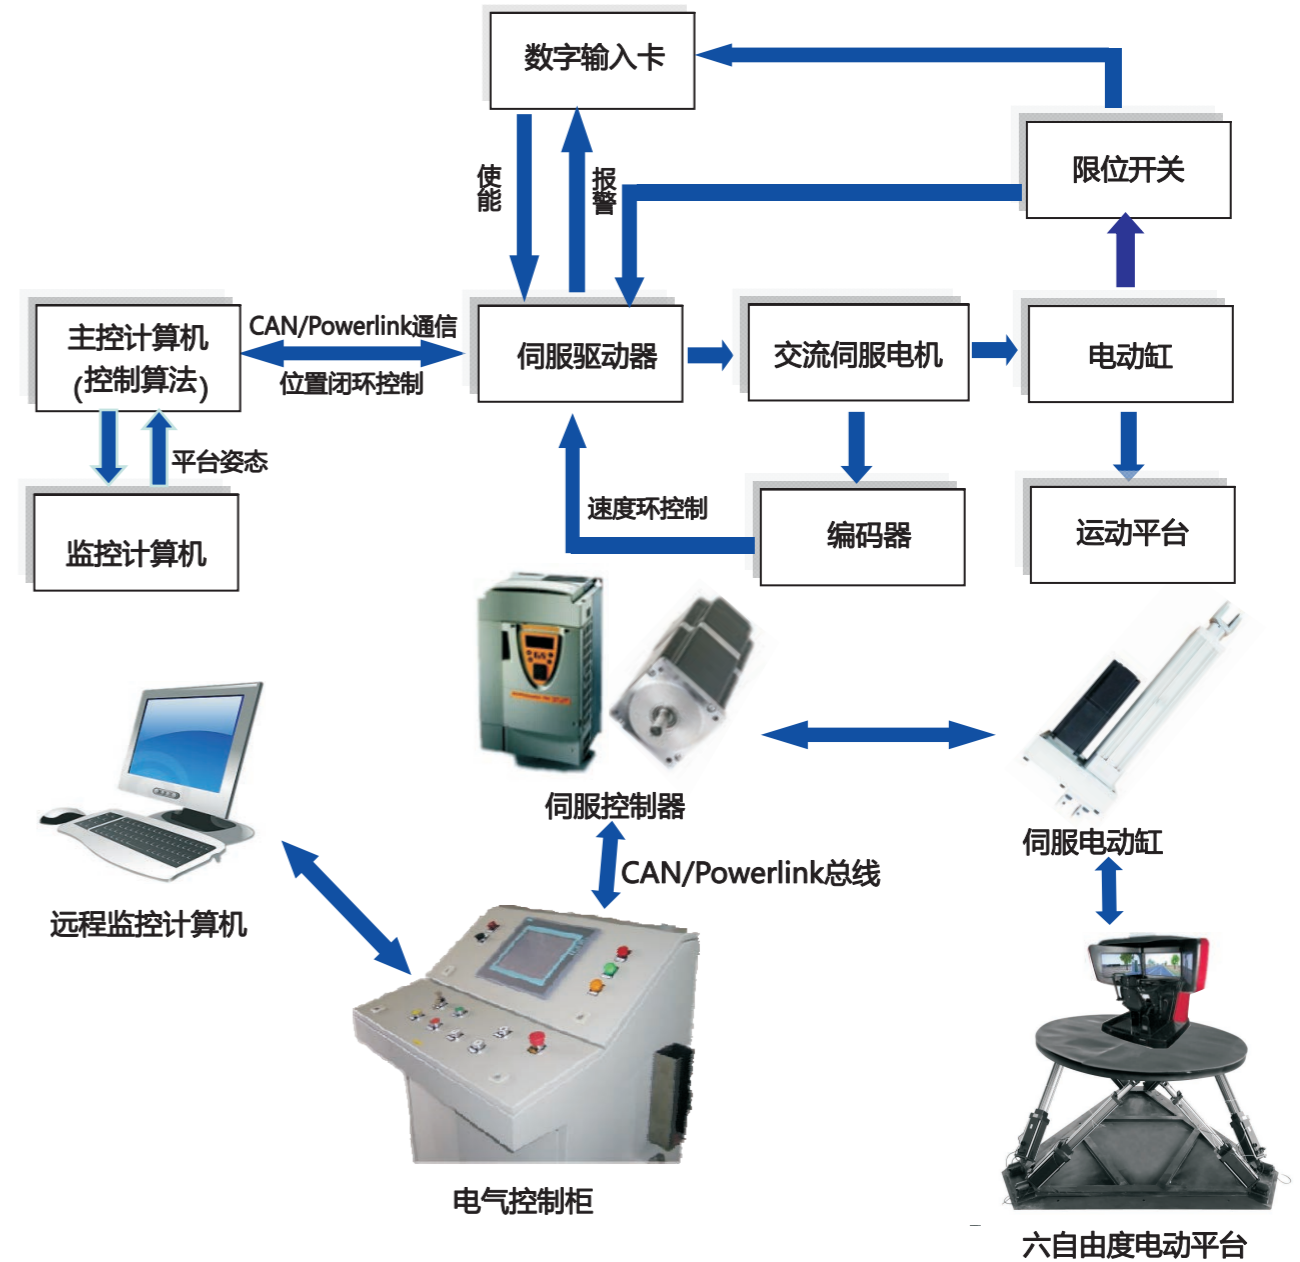 数字输入卡
限位开关
使能
报警
主控计算机
(控制算法)
CAN/Powerlink通信
位置闭环控制
伺服驱动器
交流伺服电机
电动缸
平台姿态
监控计算机
速度环控制
编码器
运动平台
伺服控制器
伺服电动缸
CAN/Powerlink总线
远程监控计算机
电气控制柜
六自由度电动平台